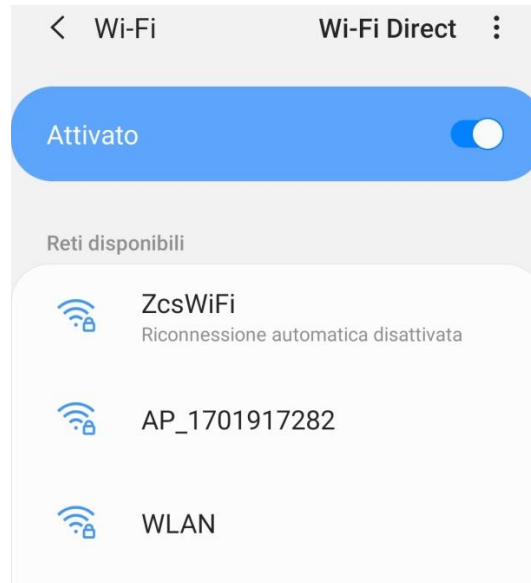 Wi-Fi Wi-Fi Direct
Attivato
Reti disponibili
ZcsWiFi
Riconnessione automatica disattivata
AP_1701917282
WLAN